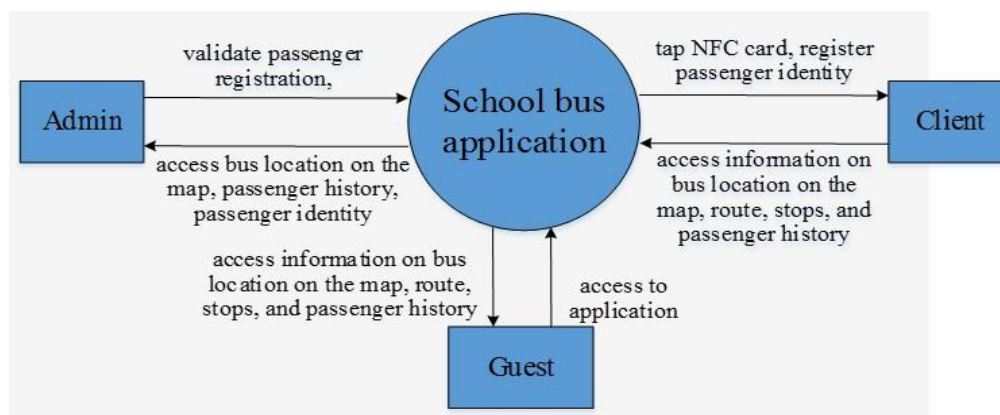 validate passenger
registration,
tap NFC card, register
passenger identity
Admin
School bus
application
Client
access bus location on the
map, passenger history,
passenger identity
access information on
bus location on the
map, route, stops, and
passenger history
access information on bus
location on the map, route,
stops, and passenger history
access to
application
Guest